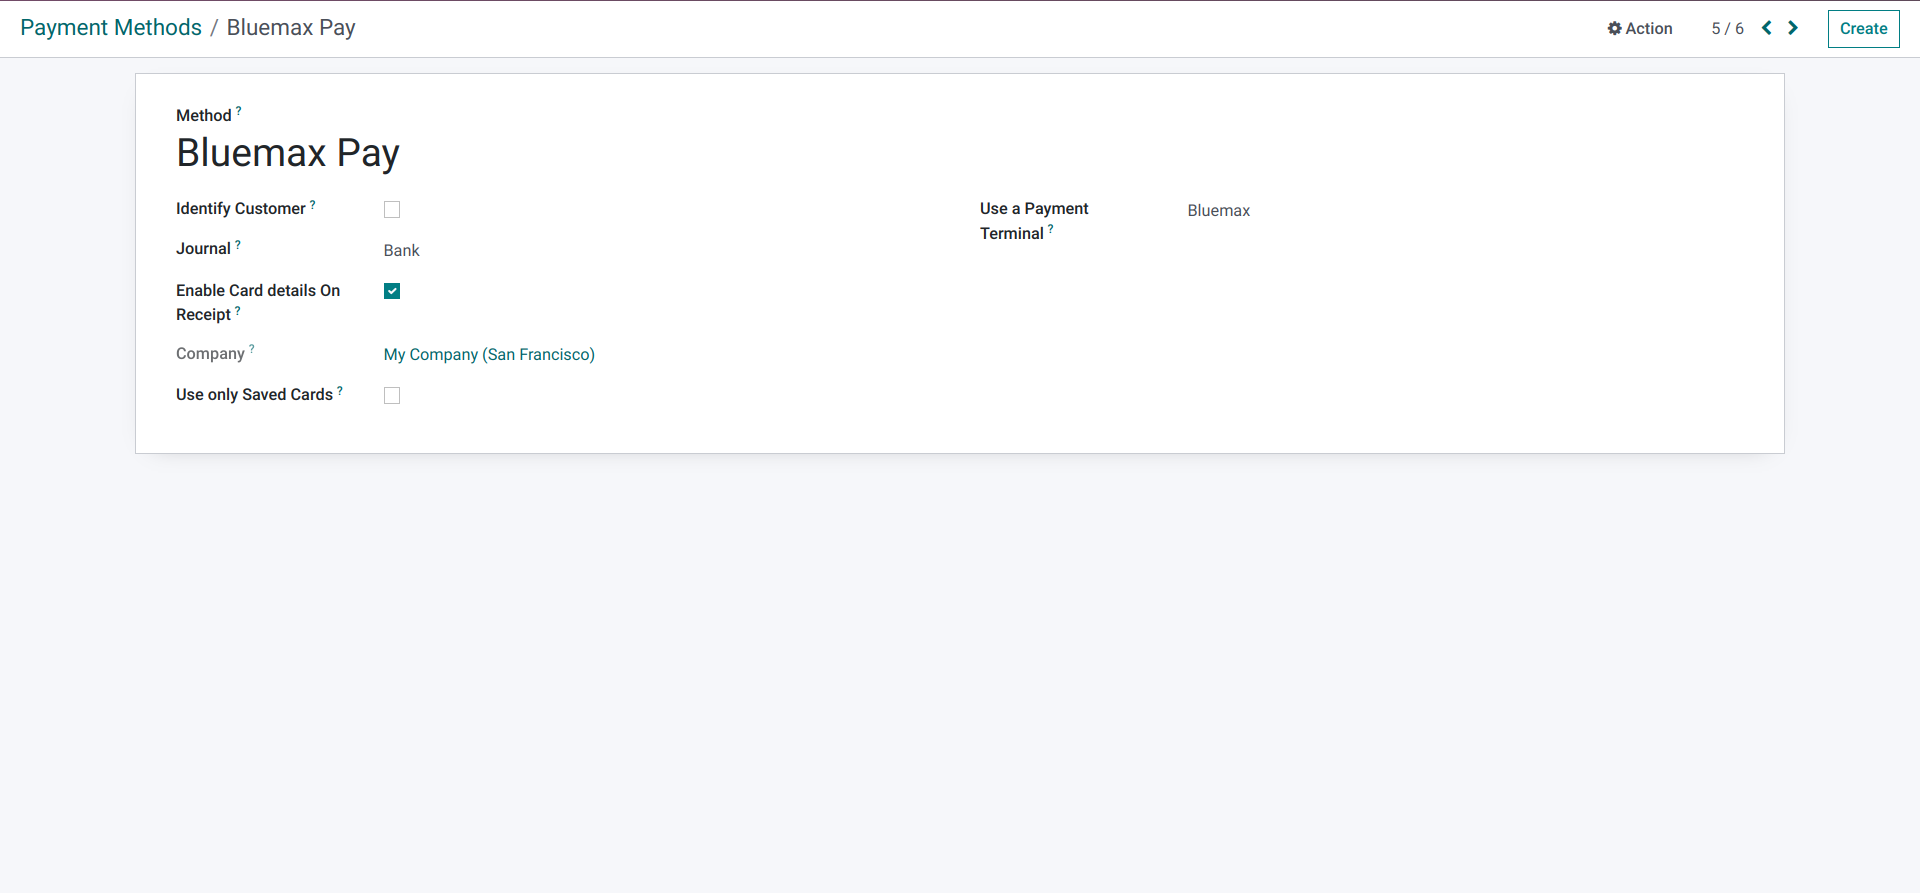 Payment Methods / Bluemax Pay
Action
5 / 6
Create
Method ?
Bluemax Pay
Identify Customer ?
Journal ?
Bank
Enable Card details On
Receipt ?
Company ?
My Company (San Francisco)
Use only Saved Cards ?
Use a Payment
Terminal ?
Bluemax